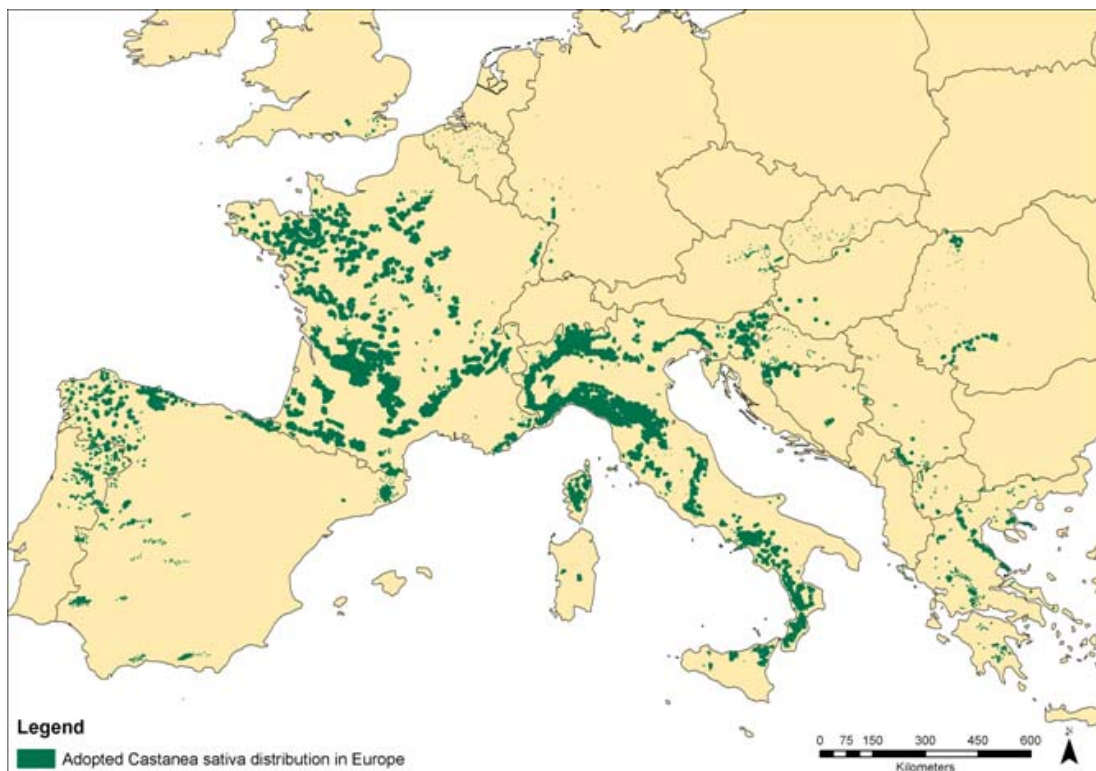 Legend
Adopted Castanea sativa distribution in Europe
0 75 150 300 450 600
Kilometers
N